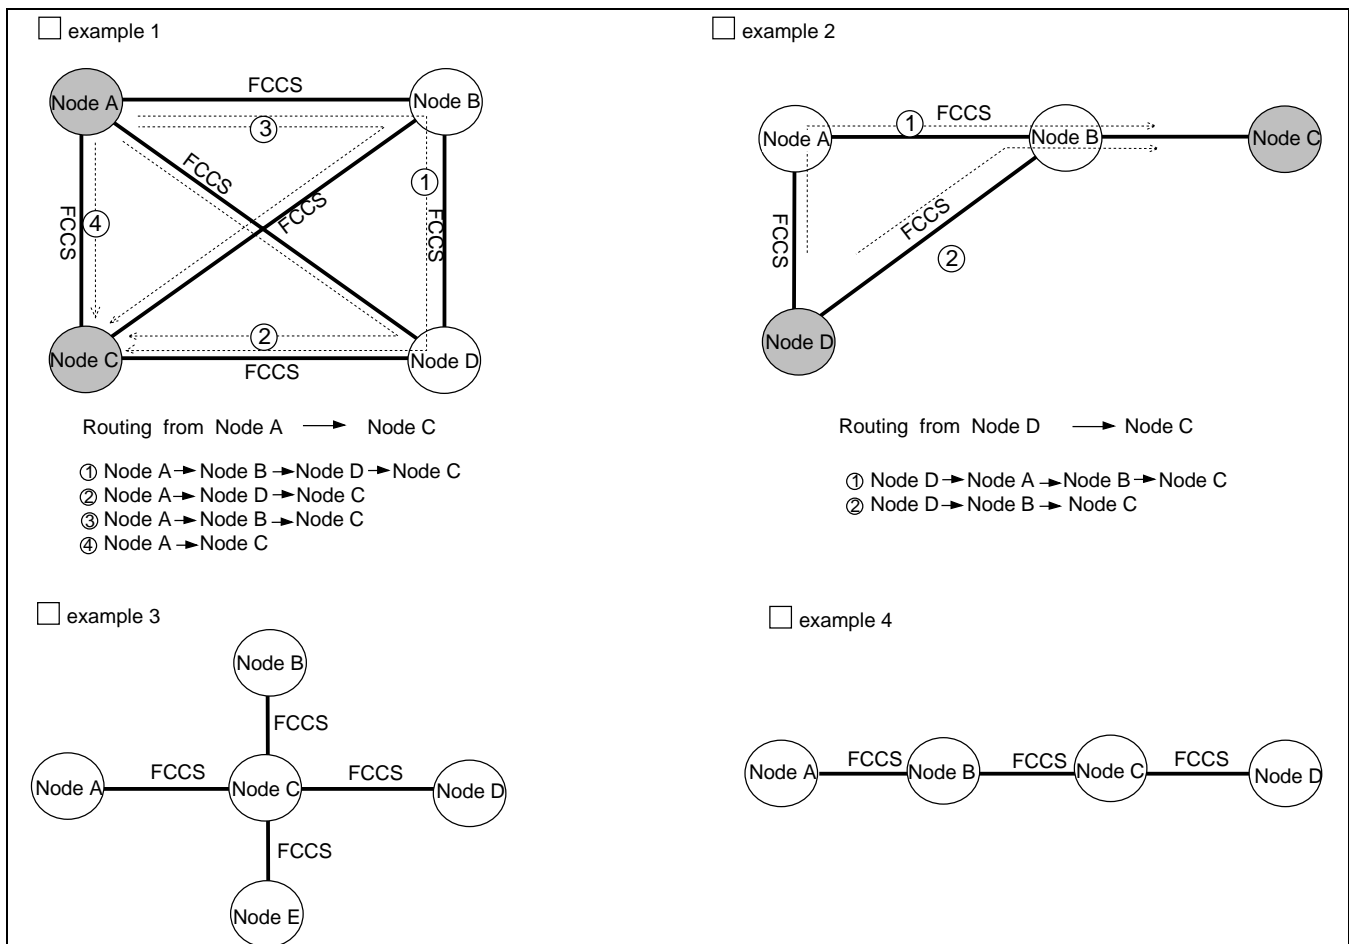 example 1
Node A
FCCS
Node B
③
①
FCCS
FCCS
FCCS
④
FCCS
②
Node C
FCCS
Node D
Routing from Node A → Node C
① Node A → Node B → Node D → Node C
② Node A → Node D → Node C
③ Node A → Node B → Node C
④ Node A → Node C
example 2
Node A
①
FCCS
Node B
Node C
FCCS
FCCS
②
Node D
Routing from Node D → Node C
① Node D → Node A → Node B → Node C
② Node D → Node B → Node C
example 3
Node B
FCCS
Node A
FCCS
Node C
FCCS
Node D
FCCS
Node E
example 4
Node A
FCCS
Node B
FCCS
Node C
FCCS
Node D